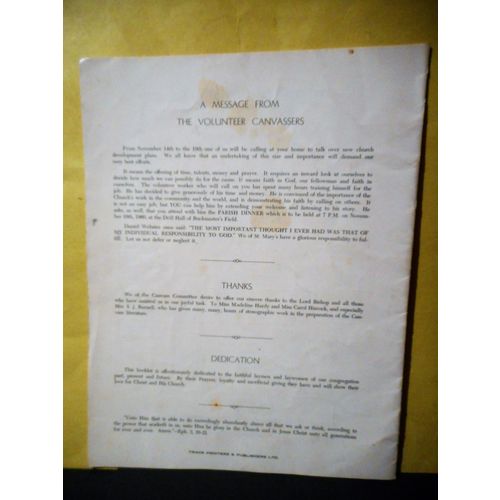 A MESSAGE FROM
THE VOLUNTEER CANVASSERS
From November 14th to the 19th one of us will be calling at your home to talk over new church
development plans. We all know that an undertaking of this size and importance will demand our
very best efforts.
It means the offering of time, talents, money and prayer. It requires an inward look at ourselves to
decide how much we can possibly do for the same. It means faith in God, our fellowmen and faith in
ourselves. The volunteer worker who will call on you has spent many hours training himself for the
job. He has decided to give generously of his time and money. He is convinced of the importance of the
Church's work in the community and the world, and is demonstrating his faith by calling on others. It
is not an easy job but YOU can help him by extending your welcome and listening to his story. He
asks, as well, that you attend with him the PARISH DINNER which is to be held at 7 P.M. on Novem-
ber 19th, 1960, at the Drill Hall of Buckmaster's Field.
Daniel Webster once said: "THE MOST IMPORTANT THOUGHT I EVER HAD WAS THAT OF
MY INDIVIDUAL RESPONSIBILITY TO GOD." We of St. Mary's have a glorious responsibility to ful-
fill. Let us not defer or neglect it.
THANKS
We of the Canvass Committee desire to offer our sincere thanks to the Lord Bishop and all those
who have assisted us in our joyful task. To Miss Madeline Hardy and Miss Carol Hiscock, and especially
Mrs. S. J. Russell, who has given many, many, hours of stenographic work in the preparation of the Can-
vass literature.
DEDICATION
This booklet is affectionately dedicated to the faithful laymen and laywomen of our congregation
past, present and future. By their Prayers, loyalty and sacrificial giving they have and will show their
love for Christ and His Church.
"Unto Him that is able to do exceedingly abundantly above all that we ask or think, according to
the power that worketh in us, unto Him be glory in the Church and in Jesus Christ unto all generations
for ever and ever. Amen."—Eph. 3, 20-21
TRADE PRINTERS & PUBLISHERS LTD.